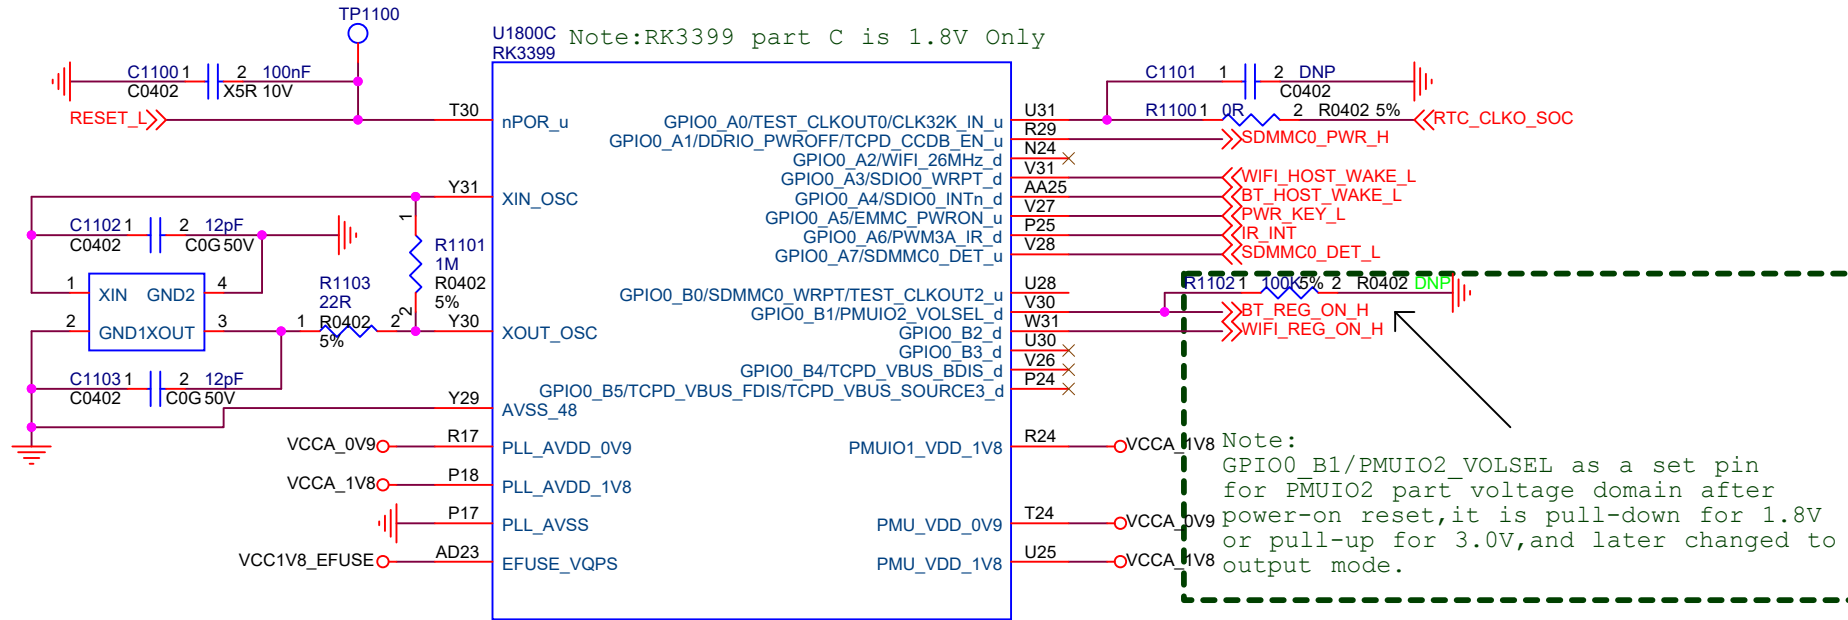 TP1100
U1800C
RK3399
Note:RK3399 part C is 1.8V Only
C1100 1 2 100nF
C0402 X5R 10V
RESET_L
T30
nPOR_u
Y31
XIN_OSC
C1102 1 2 12pF
C0402 C0G 50V
1
R1101
1M
R0402
5%
2
1 XIN GND2 4
2 GND1 XOUT 3
R1103
22R
1 R0402 2
5%
Y30
XOUT_OSC
C1103 1 2 12pF
C0402 C0G 50V
Y29
AVSS_48
VCCA_0V9 R17 PLL_AVDD_0V9
VCCA_1V8 P18 PLL_AVDD_1V8
P17 PLL_AVSS
VCC1V8_EFUSE AD23 EFUSE_VQPS
GPIO0_A0/TEST_CLKOUT0/CLK32K_IN_u U31
GPIO0_A1/DDRIO_PWROFF/TCPD_CCDB_EN_u R29
GPIO0_A2/WIFI_26MHz_d N24
GPIO0_A3/SDIO0_WRPT_d V31
GPIO0_A4/SDIO0_INTn_d AA25
GPIO0_A5/EMMC_PWRON_u V27
GPIO0_A6/PWM3A_IR_d P25
GPIO0_A7/SDMMC0_DET_u V28
GPIO0_B0/SDMMC0_WRPT/TEST_CLKOUT2_u U28
GPIO0_B1/PMUIO2_VOLSEL_d V30
GPIO0_B2_d W31
GPIO0_B3_d U30
GPIO0_B4/TCPD_VBUS_BDIS_d V26
GPIO0_B5/TCPD_VBUS_FDIS/TCPD_VBUS_SOURCE3_d P24
PMUIO1_VDD_1V8 R24 VCCA_1V8
PMU_VDD_0V9 T24 VCCA_0V9
PMU_VDD_1V8 U25 VCCA_1V8
C1101 1 2 DNP
C0402
R1100 1 0R 2 R0402 5%
RTC_CLKO_SOC
SDMMC0_PWR_H
WIFI_HOST_WAKE_L
BT_HOST_WAKE_L
PWR_KEY_L
IR_INT
SDMMC0_DET_L
R1102 1 100K 5% 2 R0402 DNP
BT_REG_ON_H
WIFI_REG_ON_H
Note:
GPIO0_B1/PMUIO2_VOLSEL as a set pin
for PMUIO2 part voltage domain after
power-on reset,it is pull-down for 1.8V
or pull-up for 3.0V,and later changed to
output mode.